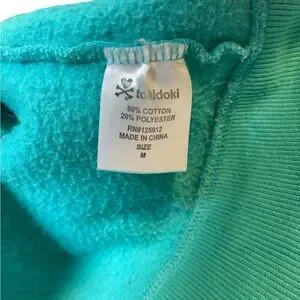 tokidoki
80% COTTON
20% POLYESTER
RN#125912
MADE IN CHINA
SIZE
M